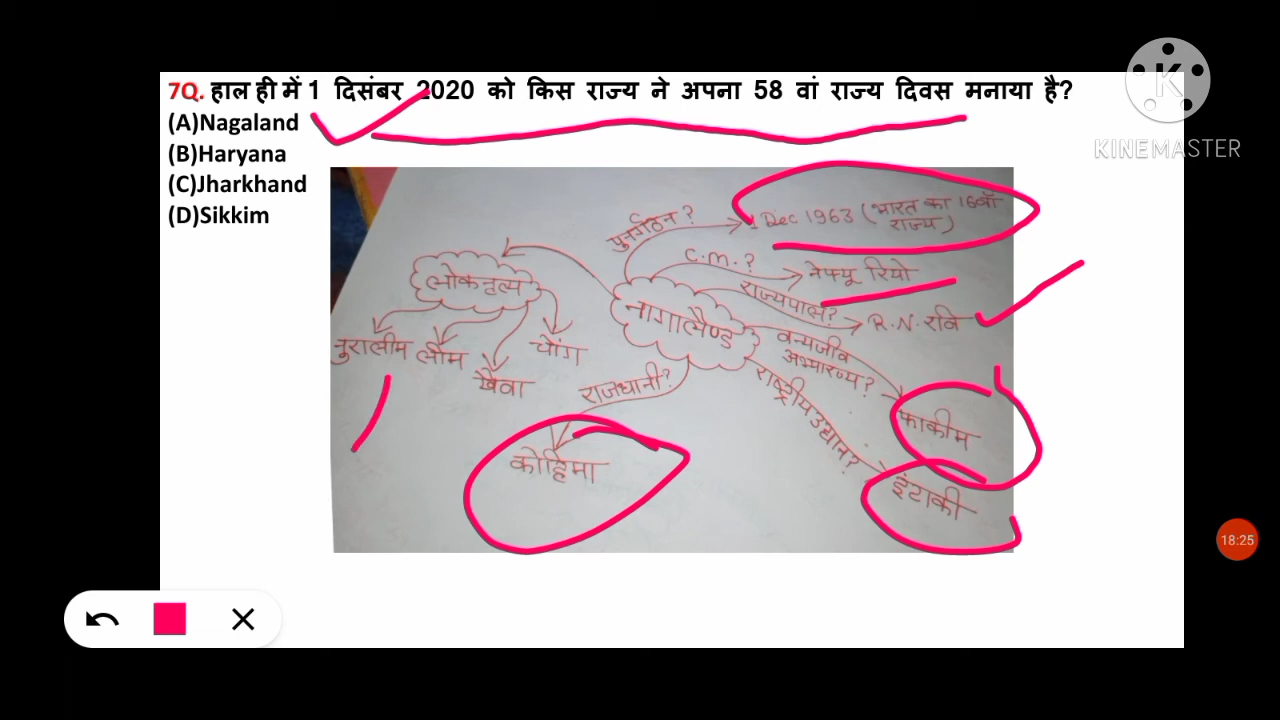 7Q. हाल ही में 1 दिसंबर 2020 को किस राज्य ने अपना 58 वां राज्य दिवस मनाया है?
(A)Nagaland
(B)Haryana
(C)Jharkhand
(D)Sikkim
KINEMASTER
पुनर्गठन?
1 Dec 1963 (भारत का 16वाँ
राज्य)
C.M.?
नेफ्यू रियो
राज्यपाल?
R.N. रवि
लोकनृत्य
नागालैण्ड
वन्यजीव
अभ्यारण्य?
फाकीम
नुरालीम
लीम
खैवा
चोंग
राजधानी?
कोहिमा
राष्ट्रीय उद्यान?
इंटाकी
18:25